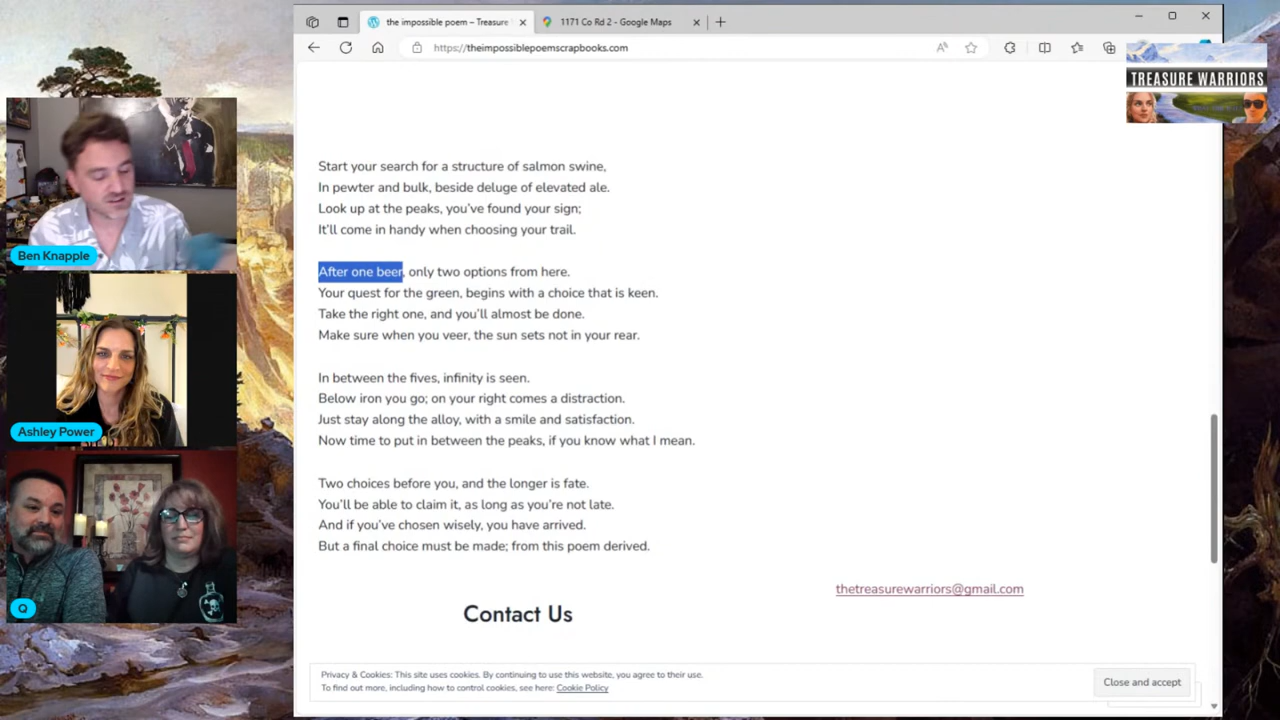 the impossible poem – Treasure
1171 Co Rd 2 - Google Maps
https://theimpossiblepoemscrapbooks.com
TREASURE WARRIORS
Start your search for a structure of salmon swine,
In pewter and bulk, beside deluge of elevated ale.
Look up at the peaks, you've found your sign;
It'll come in handy when choosing your trail.
After one beer, only two options from here.
Your quest for the green, begins with a choice that is keen.
Take the right one, and you'll almost be done.
Make sure when you veer, the sun sets not in your rear.
In between the fives, infinity is seen.
Below iron you go; on your right comes a distraction.
Just stay along the alloy, with a smile and satisfaction.
Now time to put in between the peaks, if you know what I mean.
Two choices before you, and the longer is fate.
You'll be able to claim it, as long as you're not late.
And if you've chosen wisely, you have arrived.
But a final choice must be made; from this poem derived.
thetreasurewarriors@gmail.com
Contact Us
Privacy & Cookies: This site uses cookies. By continuing to use this website, you agree to their use.
To find out more, including how to control cookies, see here: Cookie Policy
Close and accept
Ben Knapple
Ashley Power
Q